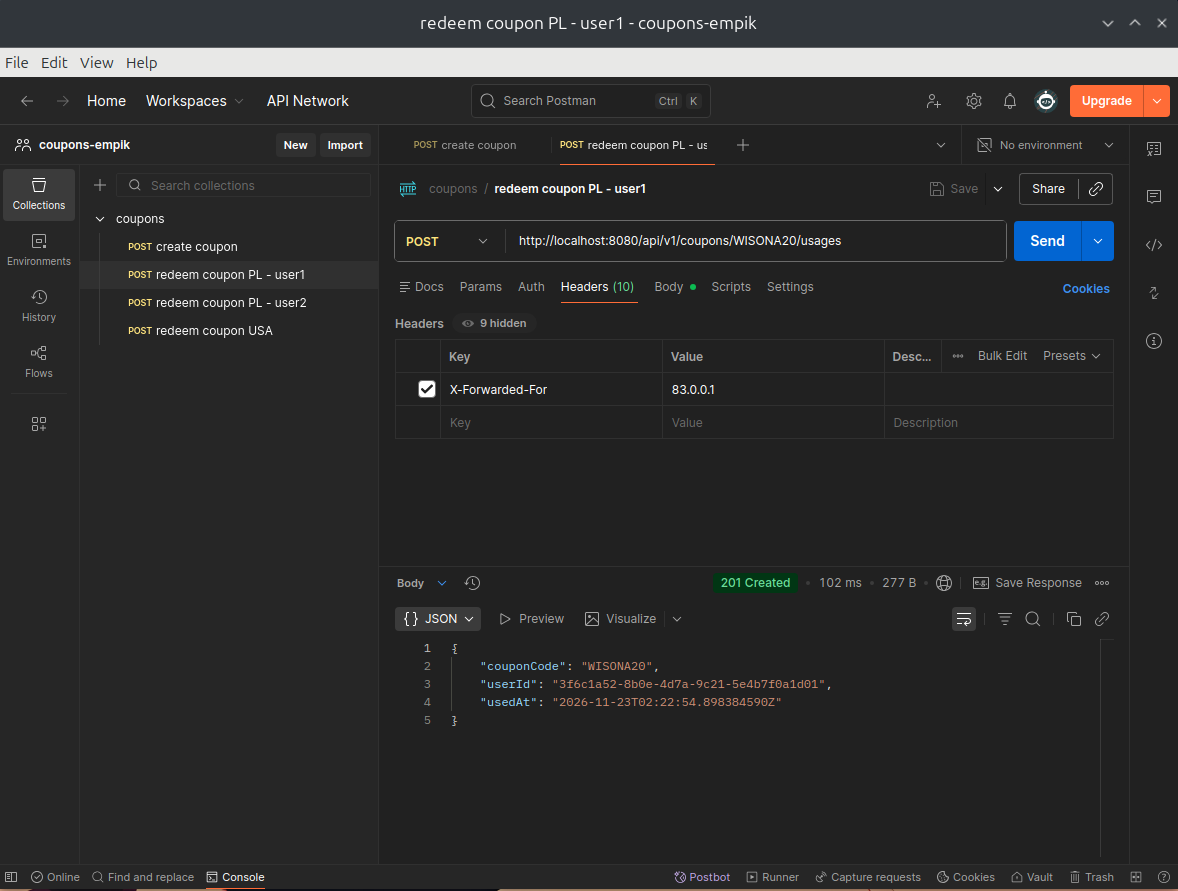 redeem coupon PL - user1 - coupons-empik
File Edit View Help
Home Workspaces API Network Search Postman Ctrl K Upgrade
coupons-empik New Import POST create coupon POST redeem coupon PL - us No environment
Collections
Environments
History
Flows
Search collections
coupons
POST create coupon
POST redeem coupon PL - user1
POST redeem coupon PL - user2
POST redeem coupon USA
HTTP coupons / redeem coupon PL - user1 Save Share
POST http://localhost:8080/api/v1/coupons/WISONA20/usages Send
Docs Params Auth Headers (10) Body Scripts Settings Cookies
Headers 9 hidden
Key Value Desc... Bulk Edit Presets
X-Forwarded-For 83.0.0.1
Key Value Description
Body 201 Created 102 ms 277 B e.g. Save Response
{} JSON Preview Visualize
1 {
2 "couponCode": "WISONA20",
3 "userId": "3f6c1a52-8b0e-4d7a-9c21-5e4b7f0a1d01",
4 "usedAt": "2026-11-23T02:22:54.898384590Z"
5 }
Online Find and replace Console Postbot Runner Capture requests Cookies Vault Trash